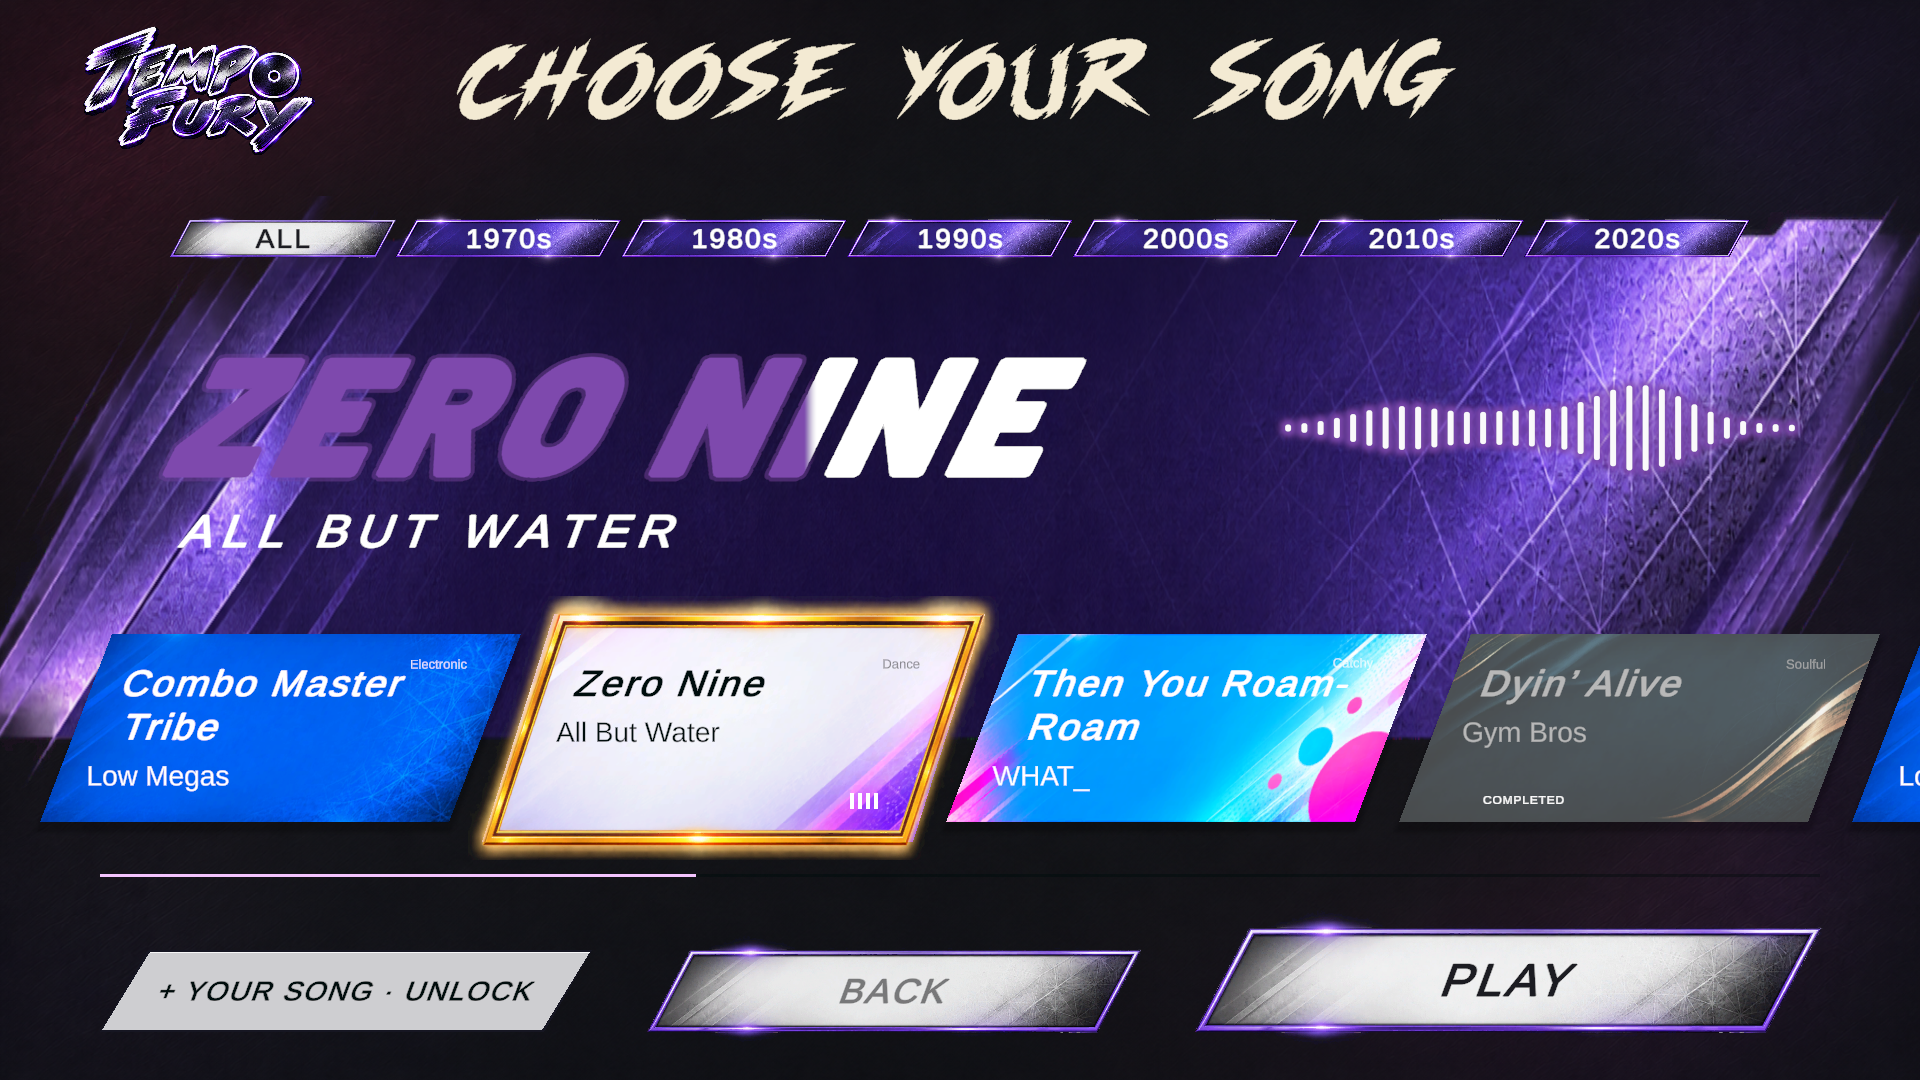 TEMPO
FURY
CHOOSE YOUR SONG
ALL
1970s
1980s
1990s
2000s
2010s
2020s
ZERO NINE
ALL BUT WATER
Combo Master
Tribe
Electronic
Low Megas
Zero Nine
Dance
All But Water
Then You Roam-
Roam
Catchy
WHAT_
Dyin’ Alive
Soulful
Gym Bros
COMPLETED
Lo
+ YOUR SONG · UNLOCK
BACK
PLAY